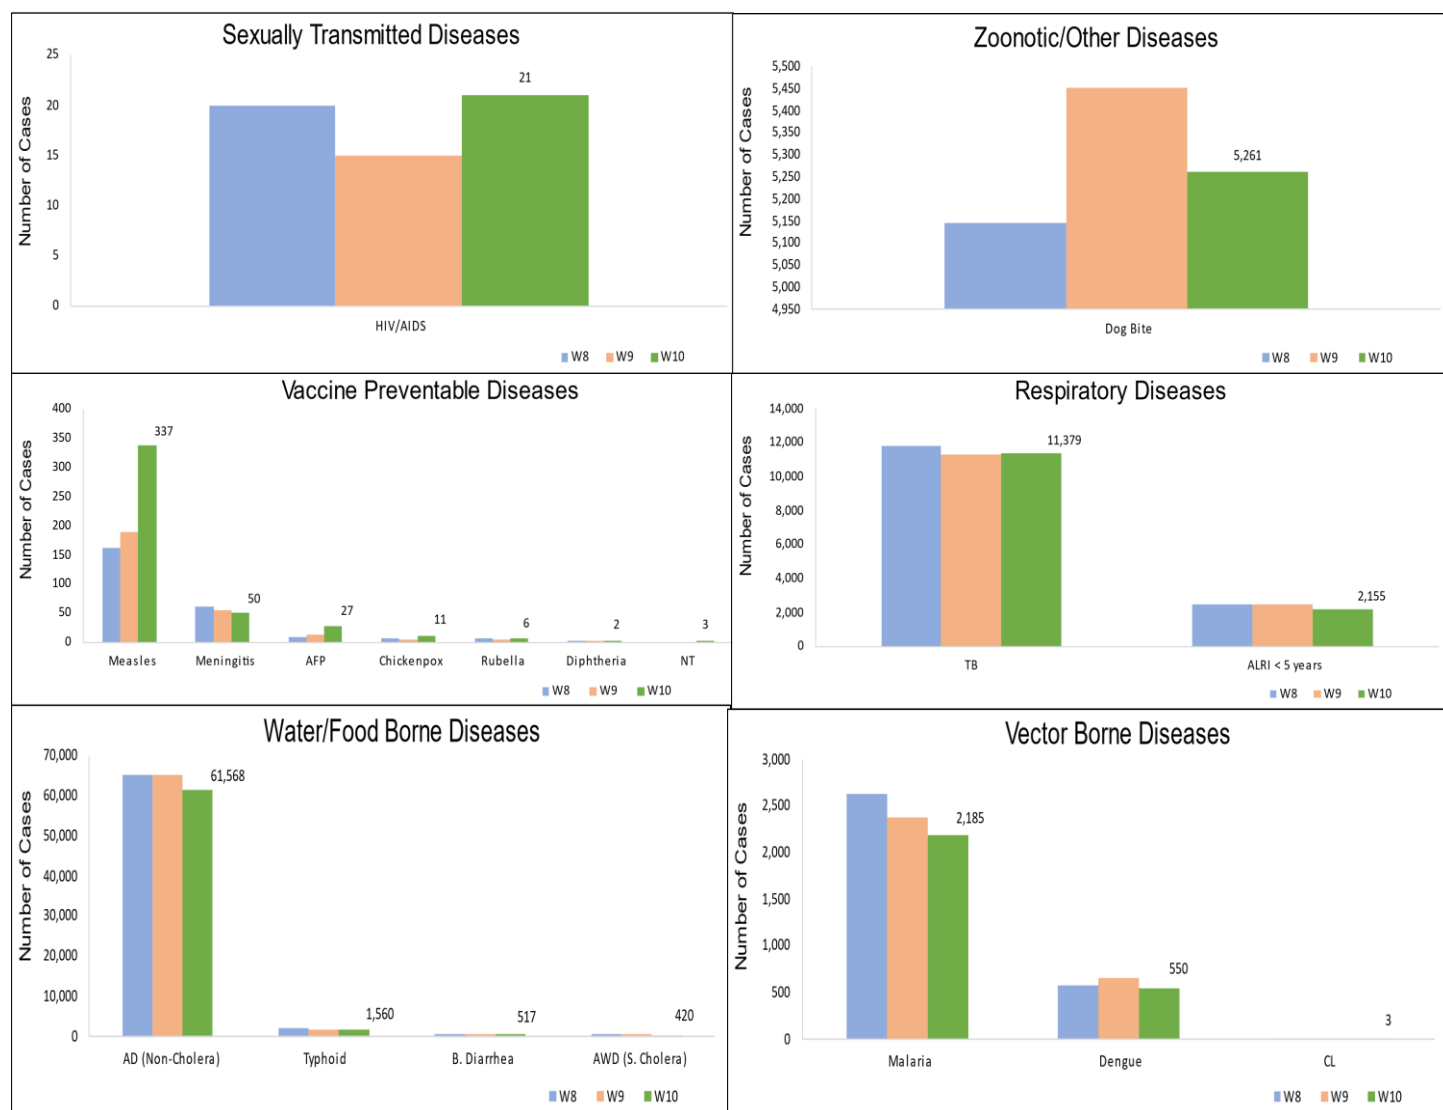 Sexually Transmitted Diseases
Number of Cases
25
20
15
10
5
0
21
HIV/AIDS
W8 W9 W10
Zoonotic/Other Diseases
Number of Cases
5,500
5,450
5,400
5,350
5,300
5,250
5,200
5,150
5,100
5,050
5,000
4,950
5,261
Dog Bite
W8 W9 W10
Vaccine Preventable Diseases
Number of Cases
400
350
300
250
200
150
100
50
0
337 50 27 11 6 2 3
Measles Meningitis AFP Chickenpox Rubella Diphtheria NT
W8 W9 W10
Respiratory Diseases
Number of Cases
14,000
12,000
10,000
8,000
6,000
4,000
2,000
0
11,379 2,155
TB ALRI < 5 years
W8 W9 W10
Water/Food Borne Diseases
Number of Cases
70,000
60,000
50,000
40,000
30,000
20,000
10,000
0
61,568 1,560 517 420
AD (Non-Cholera) Typhoid B. Diarrhea AWD (S. Cholera)
W8 W9 W10
Vector Borne Diseases
Number of Cases
3,000
2,500
2,000
1,500
1,000
500
0
2,185 550 3
Malaria Dengue CL
W8 W9 W10